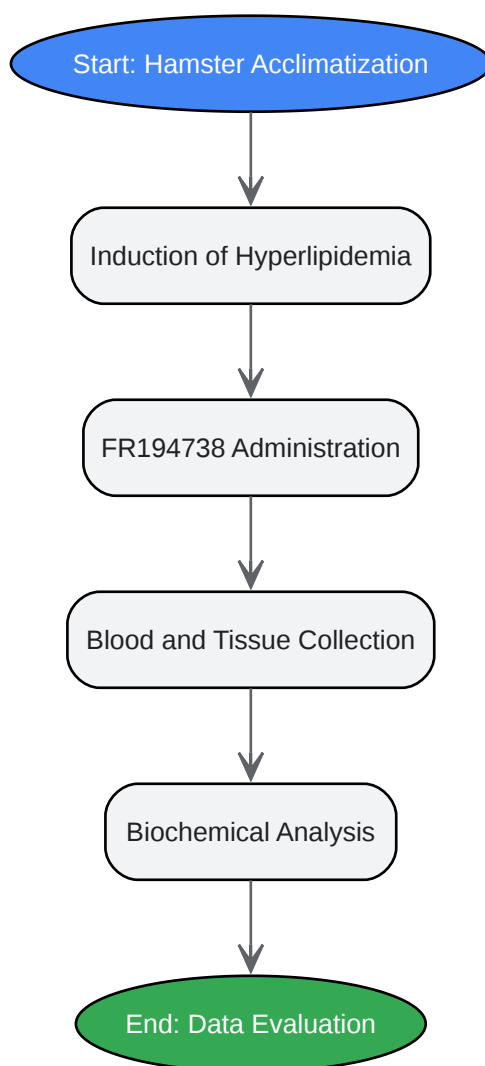 Start: Hamster Acclimatization
Induction of Hyperlipidemia
FR194738 Administration
Blood and Tissue Collection
Biochemical Analysis
End: Data Evaluation